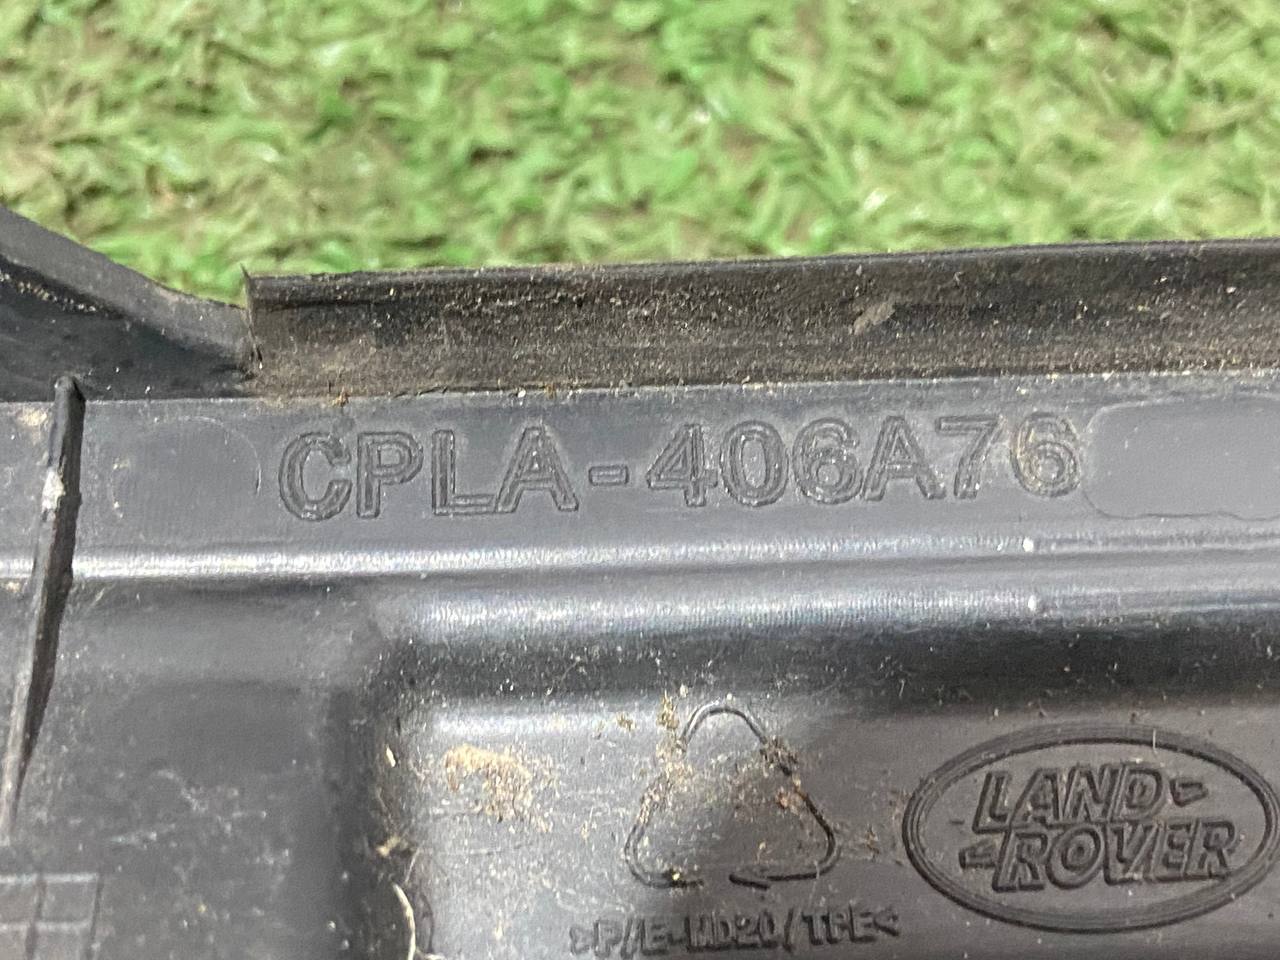 CPLA-406A76
LAND-
-ROVER
>P/E-MD20/TPE<